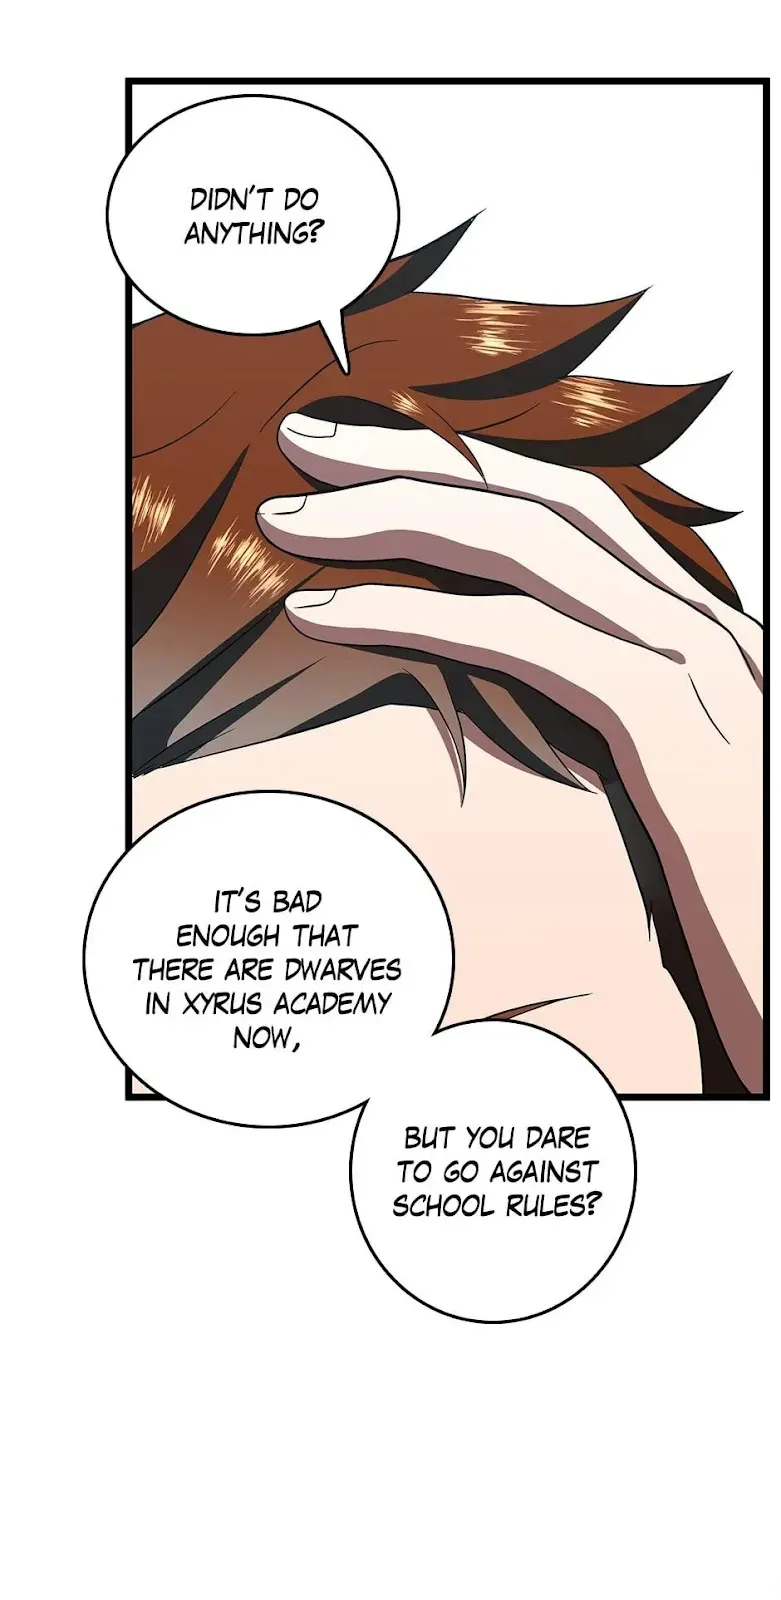 DIDN'T DO
ANYTHING?
IT'S BAD
ENOUGH THAT
THERE ARE DWARVES
IN XYRUS ACADEMY
NOW,
BUT YOU DARE
TO GO AGAINST
SCHOOL RULES?